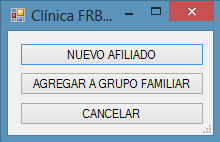 Clínica FRB...
NUEVO AFILIADO
AGREGAR A GRUPO FAMILIAR
CANCELAR